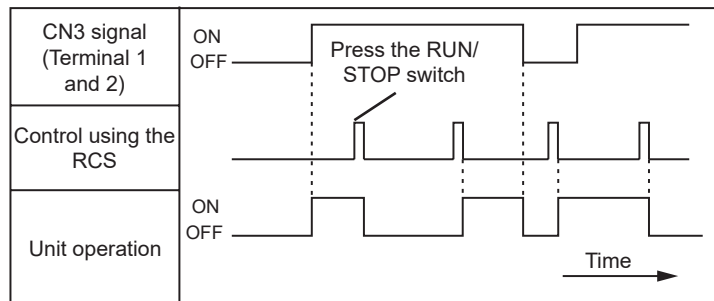 CN3 signal
(Terminal 1
and 2)
ON
OFF
Press the RUN/
STOP switch
Control using the
RCS
Unit operation
ON
OFF
Time